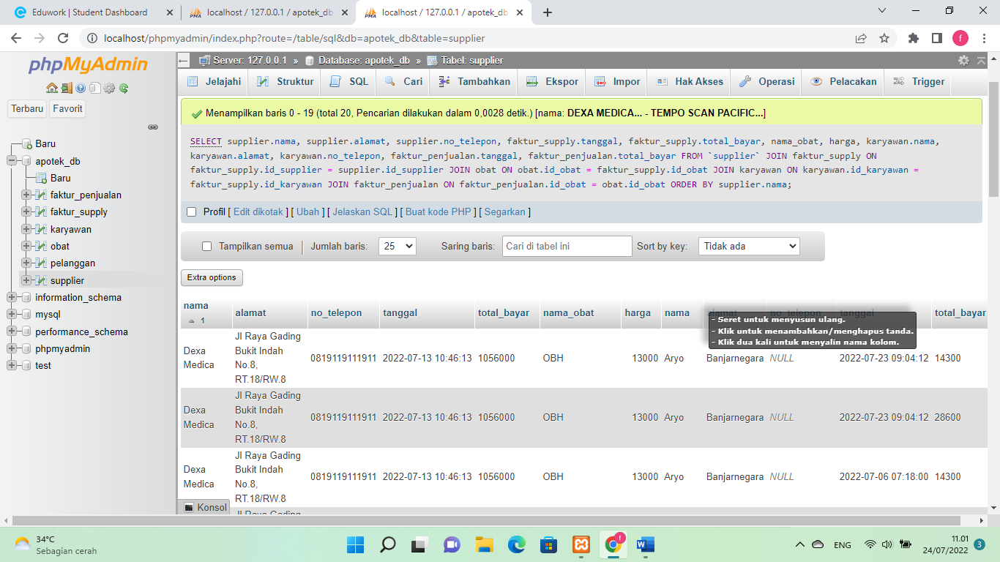 Eduwork | Student Dashboard
localhost / 127.0.0.1 / apotek_db
localhost / 127.0.0.1 / apotek_db
localhost/phpmyadmin/index.php?route=/table/sql&db=apotek_db&table=supplier
f
phpMyAdmin
Terbaru Favorit
Baru
apotek_db
Baru
faktur_penjualan
faktur_supply
karyawan
obat
pelanggan
supplier
information_schema
mysql
performance_schema
phpmyadmin
test
Server: 127.0.0.1 » Database: apotek_db » Tabel: supplier
Jelajahi Struktur SQL Cari Tambahkan Ekspor Impor Hak Akses Operasi Pelacakan Trigger
Menampilkan baris 0 - 19 (total 20, Pencarian dilakukan dalam 0,0028 detik.) [nama: DEXA MEDICA... - TEMPO SCAN PACIFIC...]
SELECT supplier.nama, supplier.alamat, supplier.no_telepon, faktur_supply.tanggal, faktur_supply.total_bayar, nama_obat, harga, karyawan.nama,
karyawan.alamat, karyawan.no_telepon, faktur_penjualan.tanggal, faktur_penjualan.total_bayar FROM `supplier` JOIN faktur_supply ON
faktur_supply.id_supplier = supplier.id_supplier JOIN obat ON obat.id_obat = faktur_supply.id_obat JOIN karyawan ON karyawan.id_karyawan =
faktur_supply.id_karyawan JOIN faktur_penjualan ON faktur_penjualan.id_obat = obat.id_obat ORDER BY supplier.nama;
Profil [ Edit dikotak ] [ Ubah ] [ Jelaskan SQL ] [ Buat kode PHP ] [ Segarkan ]
Tampilkan semua Jumlah baris: 25 Saring baris: Cari di tabel ini Sort by key: Tidak ada
Extra options
nama 1 alamat no_telepon tanggal total_bayar nama_obat harga nama alamat no_telepon tanggal total_bayar
- Seret untuk menyusun ulang.
- Klik untuk menambahkan/menghapus tanda.
- Klik dua kali untuk menyalin nama kolom.
Dexa
Medica
Jl Raya Gading
Bukit Indah
No.8,
RT.18/RW.8
0819119111911 2022-07-13 10:46:13 1056000 OBH 13000 Aryo Banjarnegara NULL 2022-07-23 09:04:12 14300
Dexa
Medica
Jl Raya Gading
Bukit Indah
No.8,
RT.18/RW.8
0819119111911 2022-07-13 10:46:13 1056000 OBH 13000 Aryo Banjarnegara NULL 2022-07-23 09:04:12 28600
Dexa
Medica
Jl Raya Gading
Bukit Indah
No.8,
RT.18/RW.8
0819119111911 2022-07-13 10:46:13 1056000 OBH 13000 Aryo Banjarnegara NULL 2022-07-06 07:18:00 14300
Jl Raya Gading
Konsol
34°C
Sebagian cerah
f
ENG
11.01
24/07/2022
3